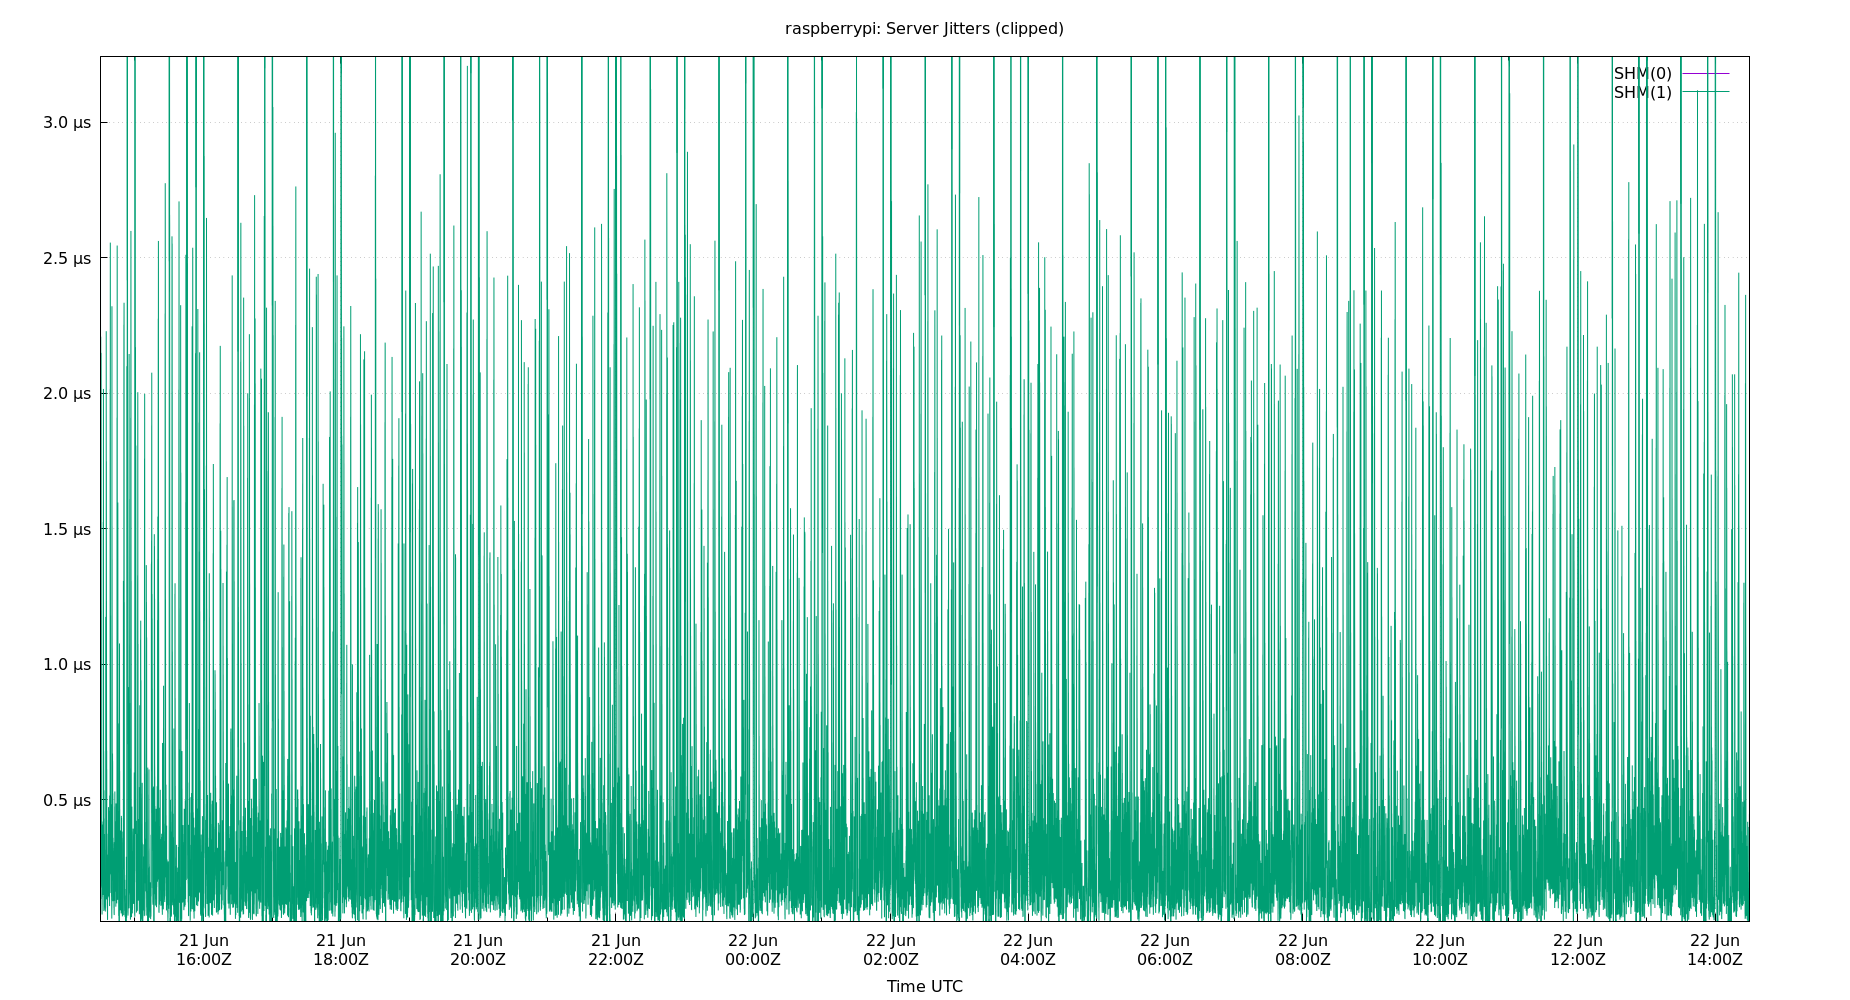 raspberrypi: Server Jitters (clipped)
SHM(0)
SHM(1)
3.0 µs
2.5 µs
2.0 µs
1.5 µs
1.0 µs
0.5 µs
21 Jun 21 Jun 21 Jun 21 Jun 22 Jun 22 Jun 22 Jun 22 Jun 22 Jun 22 Jun 22 Jun 22 Jun
16:00Z 18:00Z 20:00Z 22:00Z 00:00Z 02:00Z 04:00Z 06:00Z 08:00Z 10:00Z 12:00Z 14:00Z
Time UTC